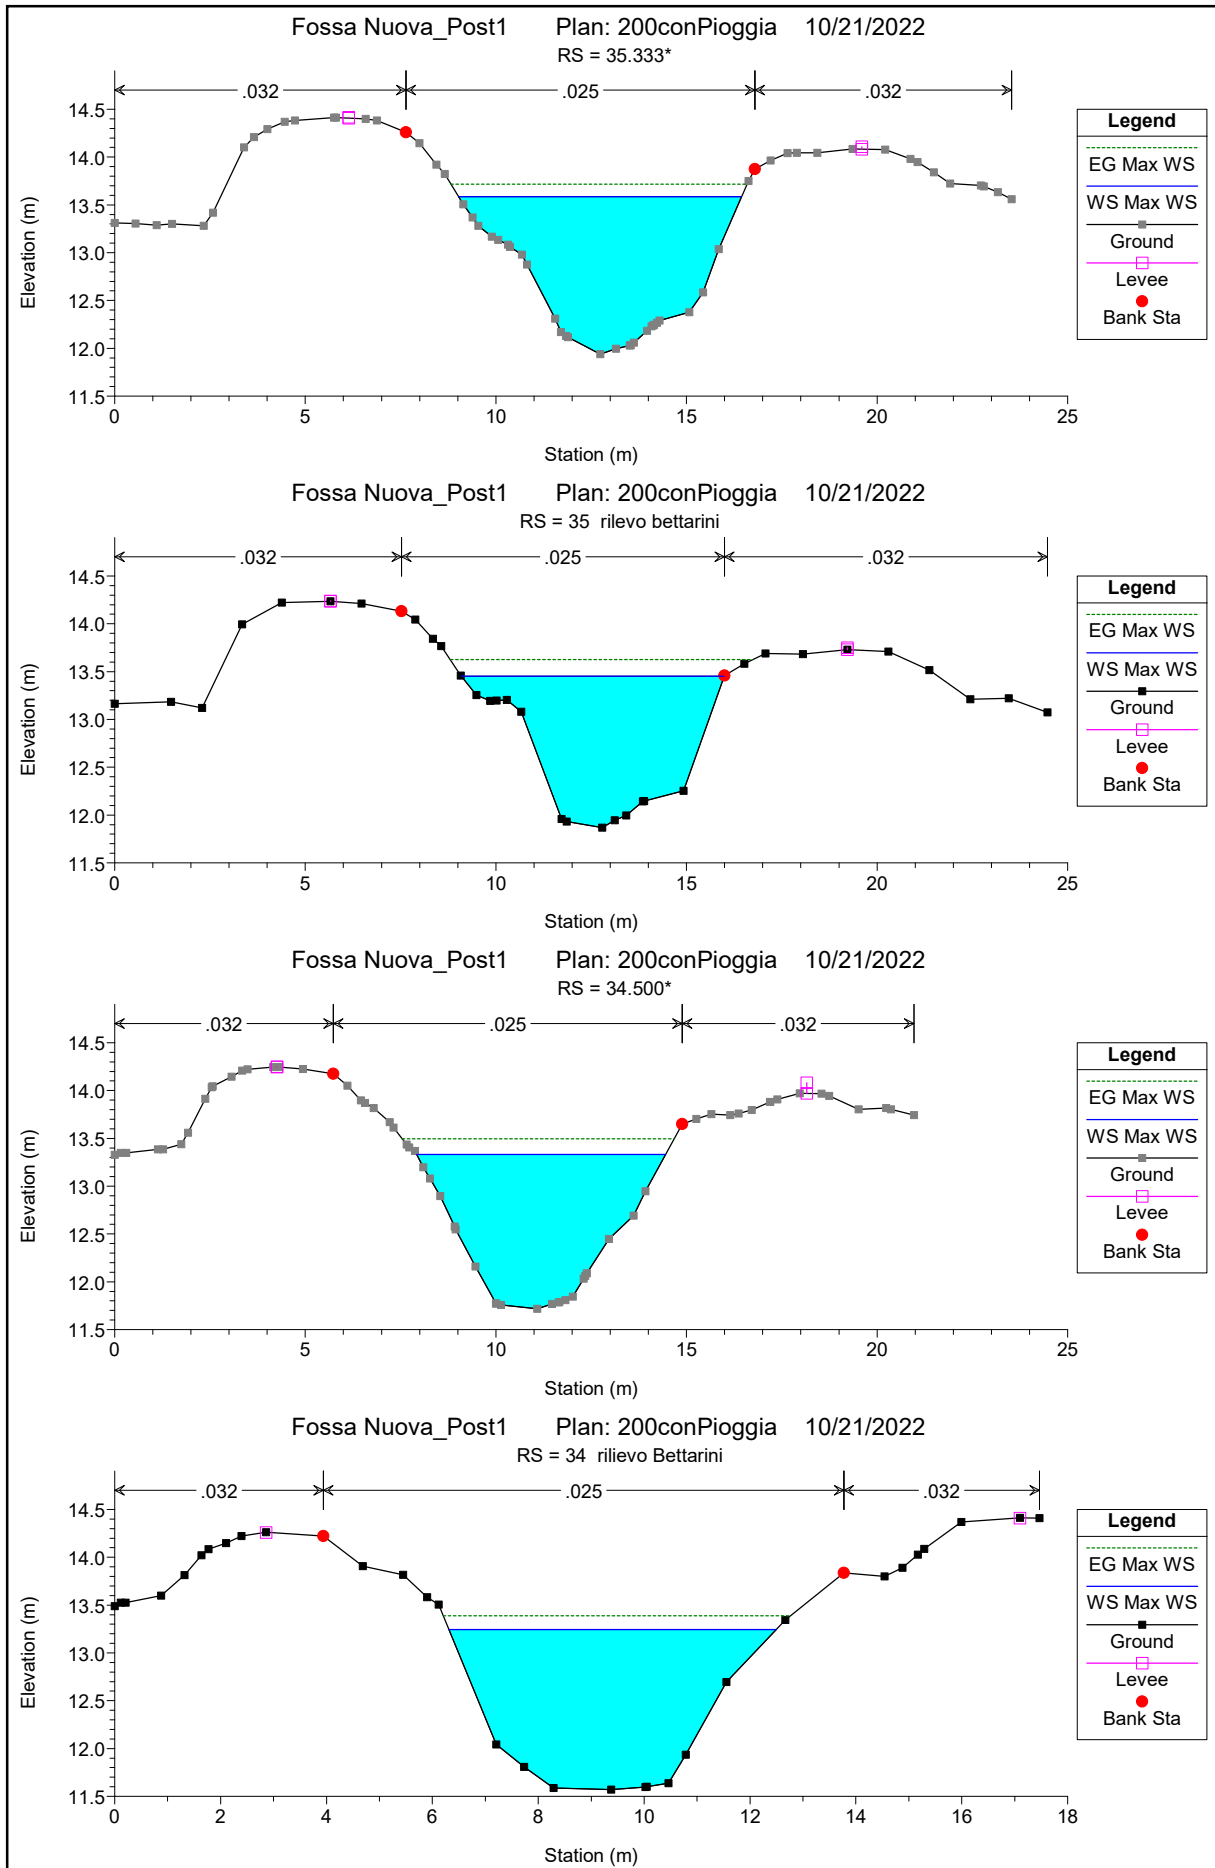 Fossa Nuova_Post1 Plan: 200conPioggia 10/21/2022
RS = 35.333*
.032 .025 .032
14.5
14.0
13.5
13.0
12.5
12.0
11.5
0 5 10 15 20 25
Elevation (m)
Station (m)
Legend
EG Max WS
WS Max WS
Ground
Levee
Bank Sta
Fossa Nuova_Post1 Plan: 200conPioggia 10/21/2022
RS = 35 rilevo bettarini
.032 .025 .032
14.5
14.0
13.5
13.0
12.5
12.0
11.5
0 5 10 15 20 25
Elevation (m)
Station (m)
Legend
EG Max WS
WS Max WS
Ground
Levee
Bank Sta
Fossa Nuova_Post1 Plan: 200conPioggia 10/21/2022
RS = 34.500*
.032 .025 .032
14.5
14.0
13.5
13.0
12.5
12.0
11.5
0 5 10 15 20 25
Elevation (m)
Station (m)
Legend
EG Max WS
WS Max WS
Ground
Levee
Bank Sta
Fossa Nuova_Post1 Plan: 200conPioggia 10/21/2022
RS = 34 rilievo Bettarini
.032 .025 .032
14.5
14.0
13.5
13.0
12.5
12.0
11.5
0 2 4 6 8 10 12 14 16 18
Elevation (m)
Station (m)
Legend
EG Max WS
WS Max WS
Ground
Levee
Bank Sta